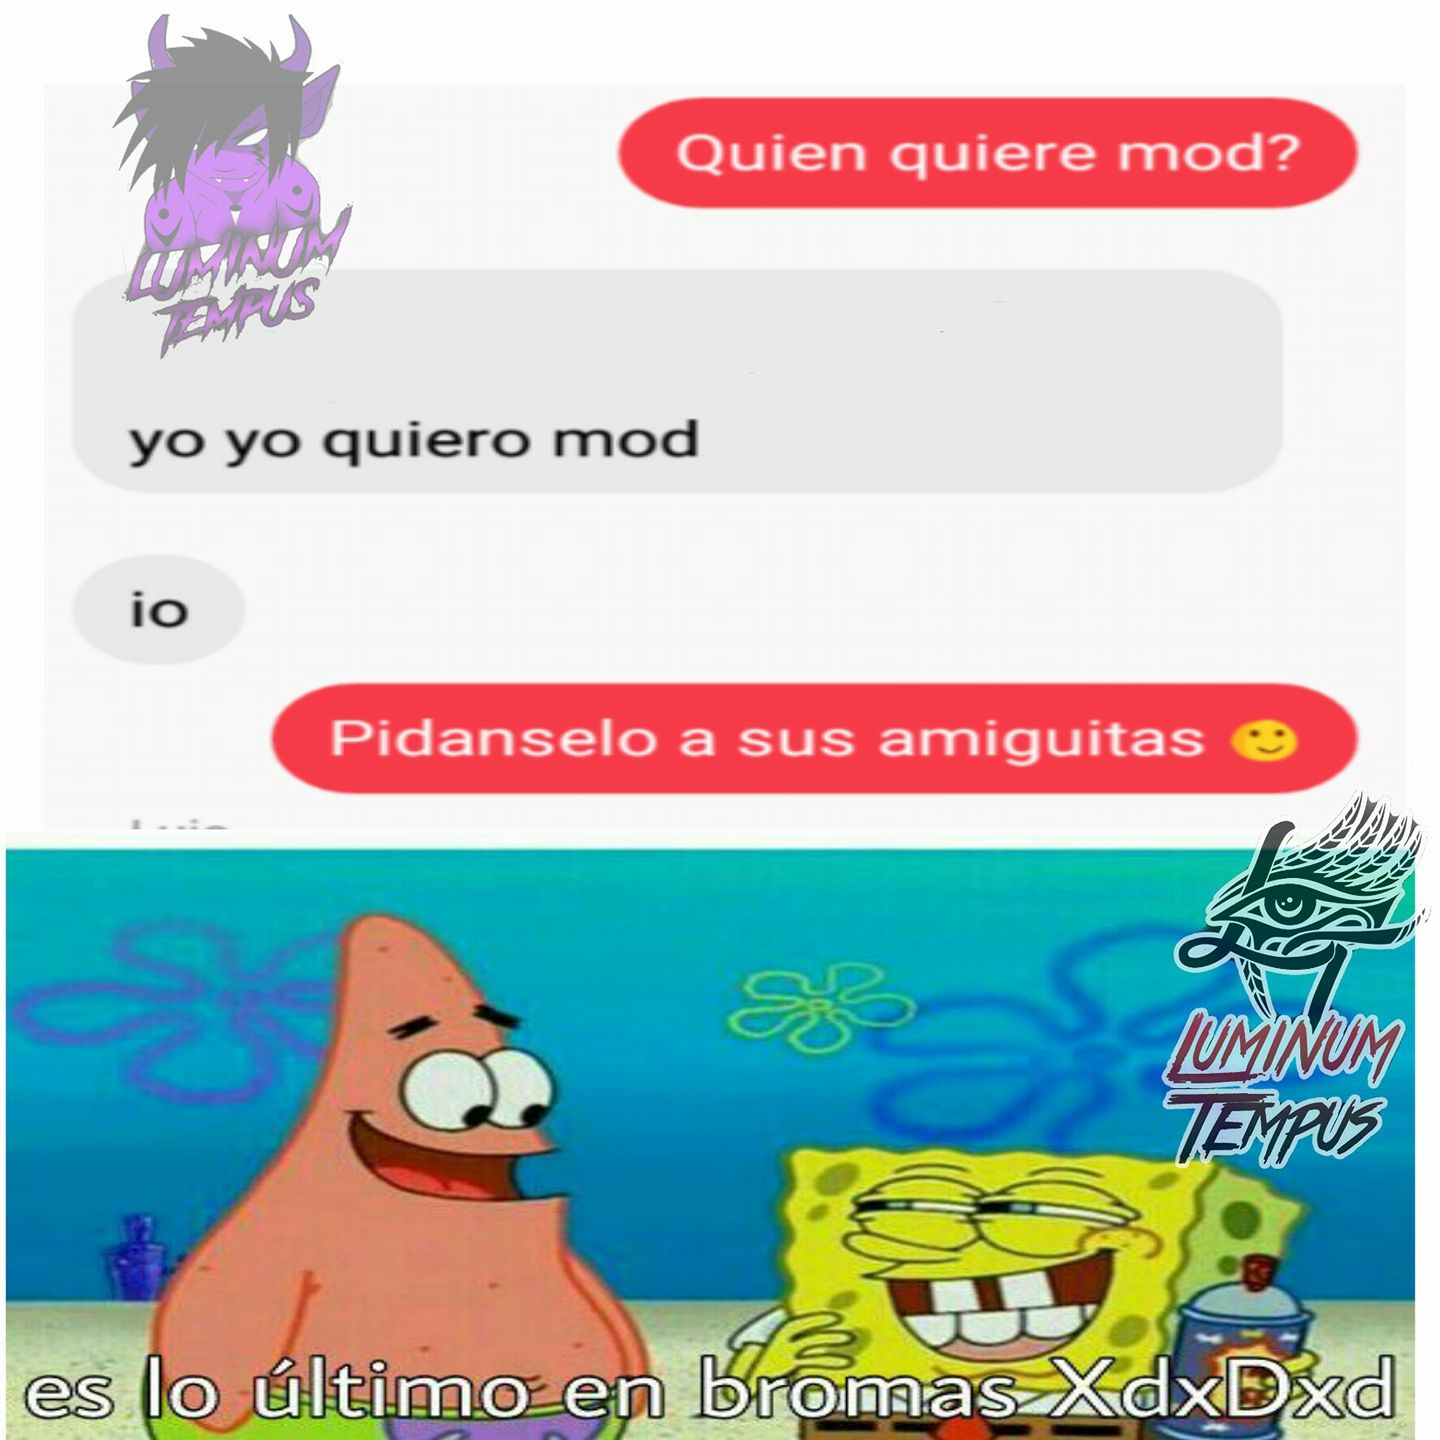 Quien quiere mod?
LUMINUM
TEMPUS
yo yo quiero mod
io
Pidanselo a sus amiguitas 🙂
LUMINUM
TEMPUS
es lo último en bromas XdxDxd